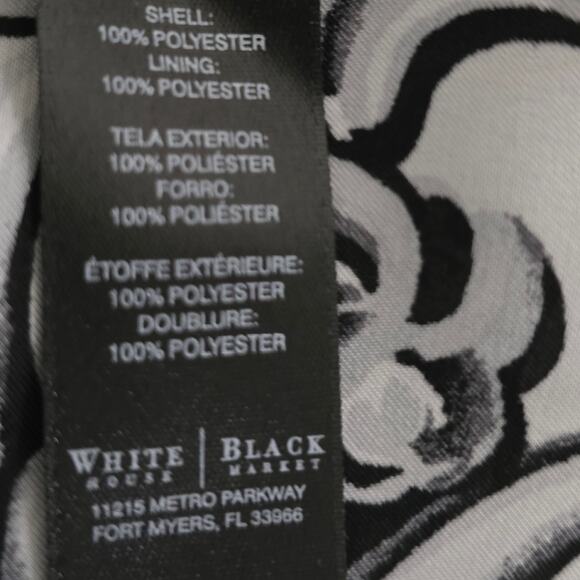 SHELL:
100% POLYESTER
LINING:
100% POLYESTER
TELA EXTERIOR:
100% POLIÉSTER
FORRO:
100% POLIÉSTER
ÉTOFFE EXTÉRIEURE:
100% POLYESTER
DOUBLURE:
100% POLYESTER
WHITE HOUSE | BLACK MARKET
11215 METRO PARKWAY
FORT MYERS, FL 33966